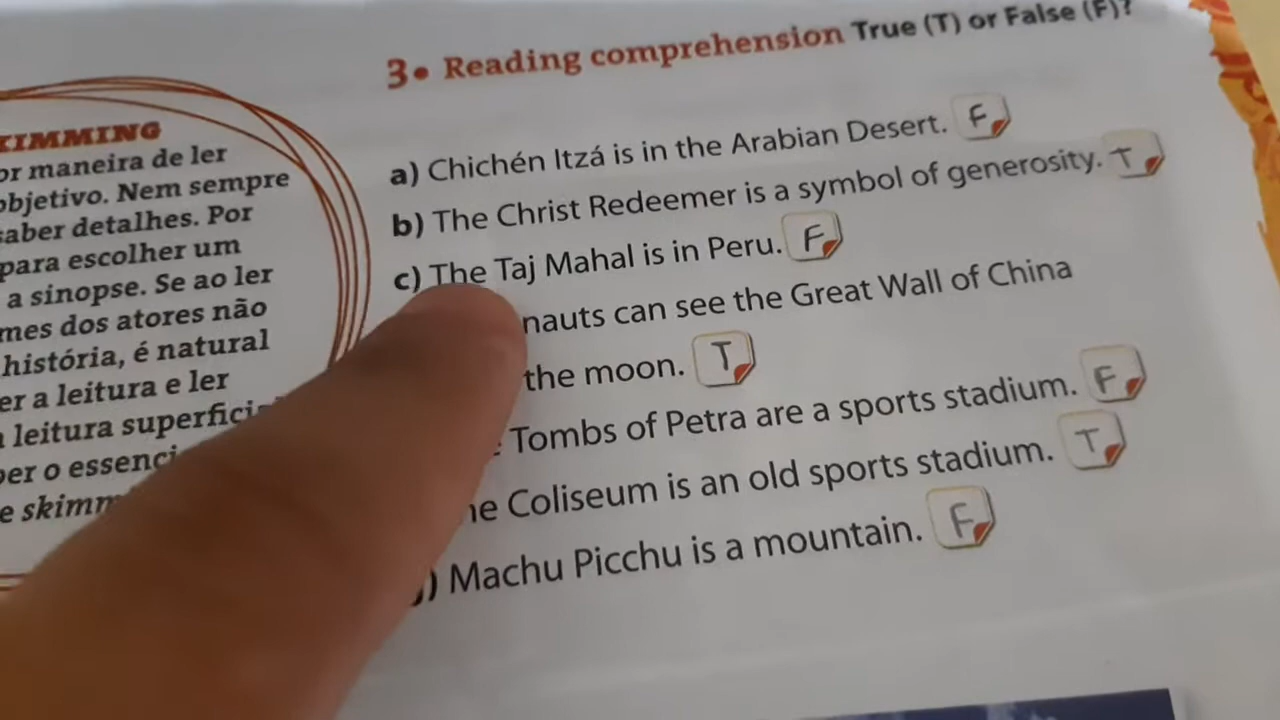 3• Reading comprehension True (T) or False (F)?
KIMMING
or maneira de ler
objetivo. Nem sempre
saber detalhes. Por
para escolher um
a sinopse. Se ao ler
mes dos atores não
história, é natural
er a leitura e ler
leitura superfici
per o essenci
e skimm
a) Chichén Itzá is in the Arabian Desert. F
b) The Christ Redeemer is a symbol of generosity. T
c) The Taj Mahal is in Peru. F
nauts can see the Great Wall of China
the moon. T
Tombs of Petra are a sports stadium. F
he Coliseum is an old sports stadium. T
) Machu Picchu is a mountain. F